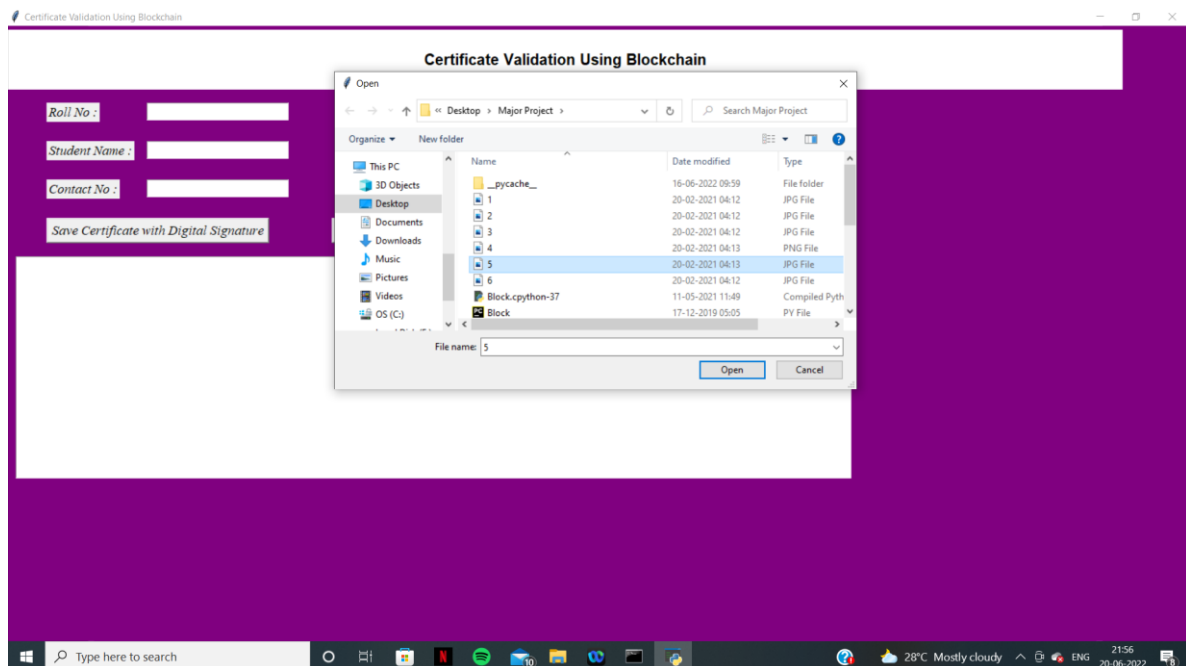 Certificate Validation Using Blockchain
Certificate Validation Using Blockchain
Roll No :
Student Name :
Contact No :
Save Certificate with Digital Signature
Open
« Desktop > Major Project >
Search Major Project
Organize
New folder
This PC
3D Objects
Desktop
Documents
Downloads
Music
Pictures
Videos
OS (C:)
Name Date modified Type
__pycache__ 16-06-2022 09:59 File folder
1 20-02-2021 04:12 JPG File
2 20-02-2021 04:12 JPG File
3 20-02-2021 04:12 JPG File
4 20-02-2021 04:13 PNG File
5 20-02-2021 04:13 JPG File
6 20-02-2021 04:12 JPG File
Block.cpython-37 11-05-2021 11:49 Compiled Pyth
Block 17-12-2019 05:05 PY File
File name: 5
Open Cancel
Type here to search
10
28°C Mostly cloudy
ENG
21:56
20-06-2022
8